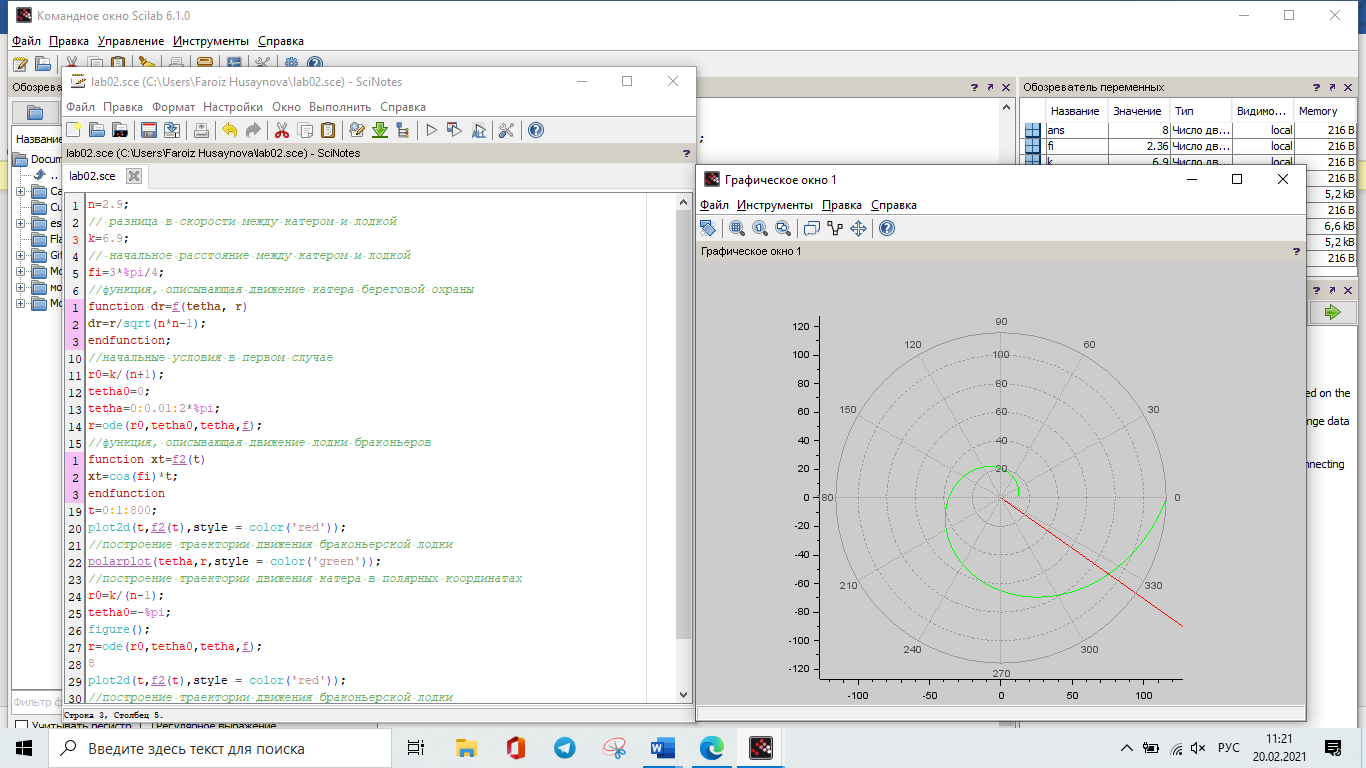 Командное окно Scilab 6.1.0
Файл Правка Управление Инструменты Справка
lab02.sce (C:\Users\Faroiz Husaynova\lab02.sce) - SciNotes
Файл Правка Формат Настройки Окно Выполнить Справка
lab02.sce (C:\Users\Faroiz Husaynova\lab02.sce) - SciNotes ?
lab02.sce
1 n=2.9;
2 // разница в скорости между катером и лодкой
3 k=6.9;
4 // начальное расстояние между катером и лодкой
5 fi=3*%pi/4;
6 //функция, описывающая движение катера береговой охраны
1 function dr=f(tetha, r)
2 dr=r/sqrt(n*n-1);
3 endfunction;
10 //начальные условия в первом случае
11 r0=k/(n+1);
12 tetha0=0;
13 tetha=0:0.01:2*%pi;
14 r=ode(r0,tetha0,tetha,f);
15 //функция, описывающая движение лодки браконьеров
1 function xt=f2(t)
2 xt=cos(fi)*t;
3 endfunction
19 t=0:1:800;
20 plot2d(t,f2(t),style = color('red'));
21 //построение траектории движения браконьерской лодки
22 polarplot(tetha,r,style = color('green'));
23 //построение траектории движения катера в полярных координатах
24 r0=k/(n-1);
25 tetha0=-%pi;
26 figure();
27 r=ode(r0,tetha0,tetha,f);
28 8
29 plot2d(t,f2(t),style = color('red'));
30 //построение траектории движения браконьерской лодки
Строка 3, Столбец 5.
Обозрева
Название
Docum
..
Ca
Cu
es
Fla
Git
Mo
мо
Mo
Фильтр ф
Учитывать регистр
Регулярное выражение
;
Обозреватель переменных ?
Название Значение Тип Видимо... Memory
ans 8 Число дв... local 216 B
fi 2.36 Число дв... local 216 B
k 6.9 Число дв... local 216 B
216 B
5,2 kB
216 B
6,6 kB
5,2 kB
216 B
?
ed on the
nge data
nnecting
Графическое окно 1
Файл Инструменты Правка Справка
Графическое окно 1 ?
120
100
80
60
40
20
0
-20
-40
-60
-80
-100
-120
-100 -50 0 50 100
90
120 60
150 30
80 0
210 330
240 300
270
100
80
60
40
20
Введите здесь текст для поиска
РУС
11:21
20.02.2021